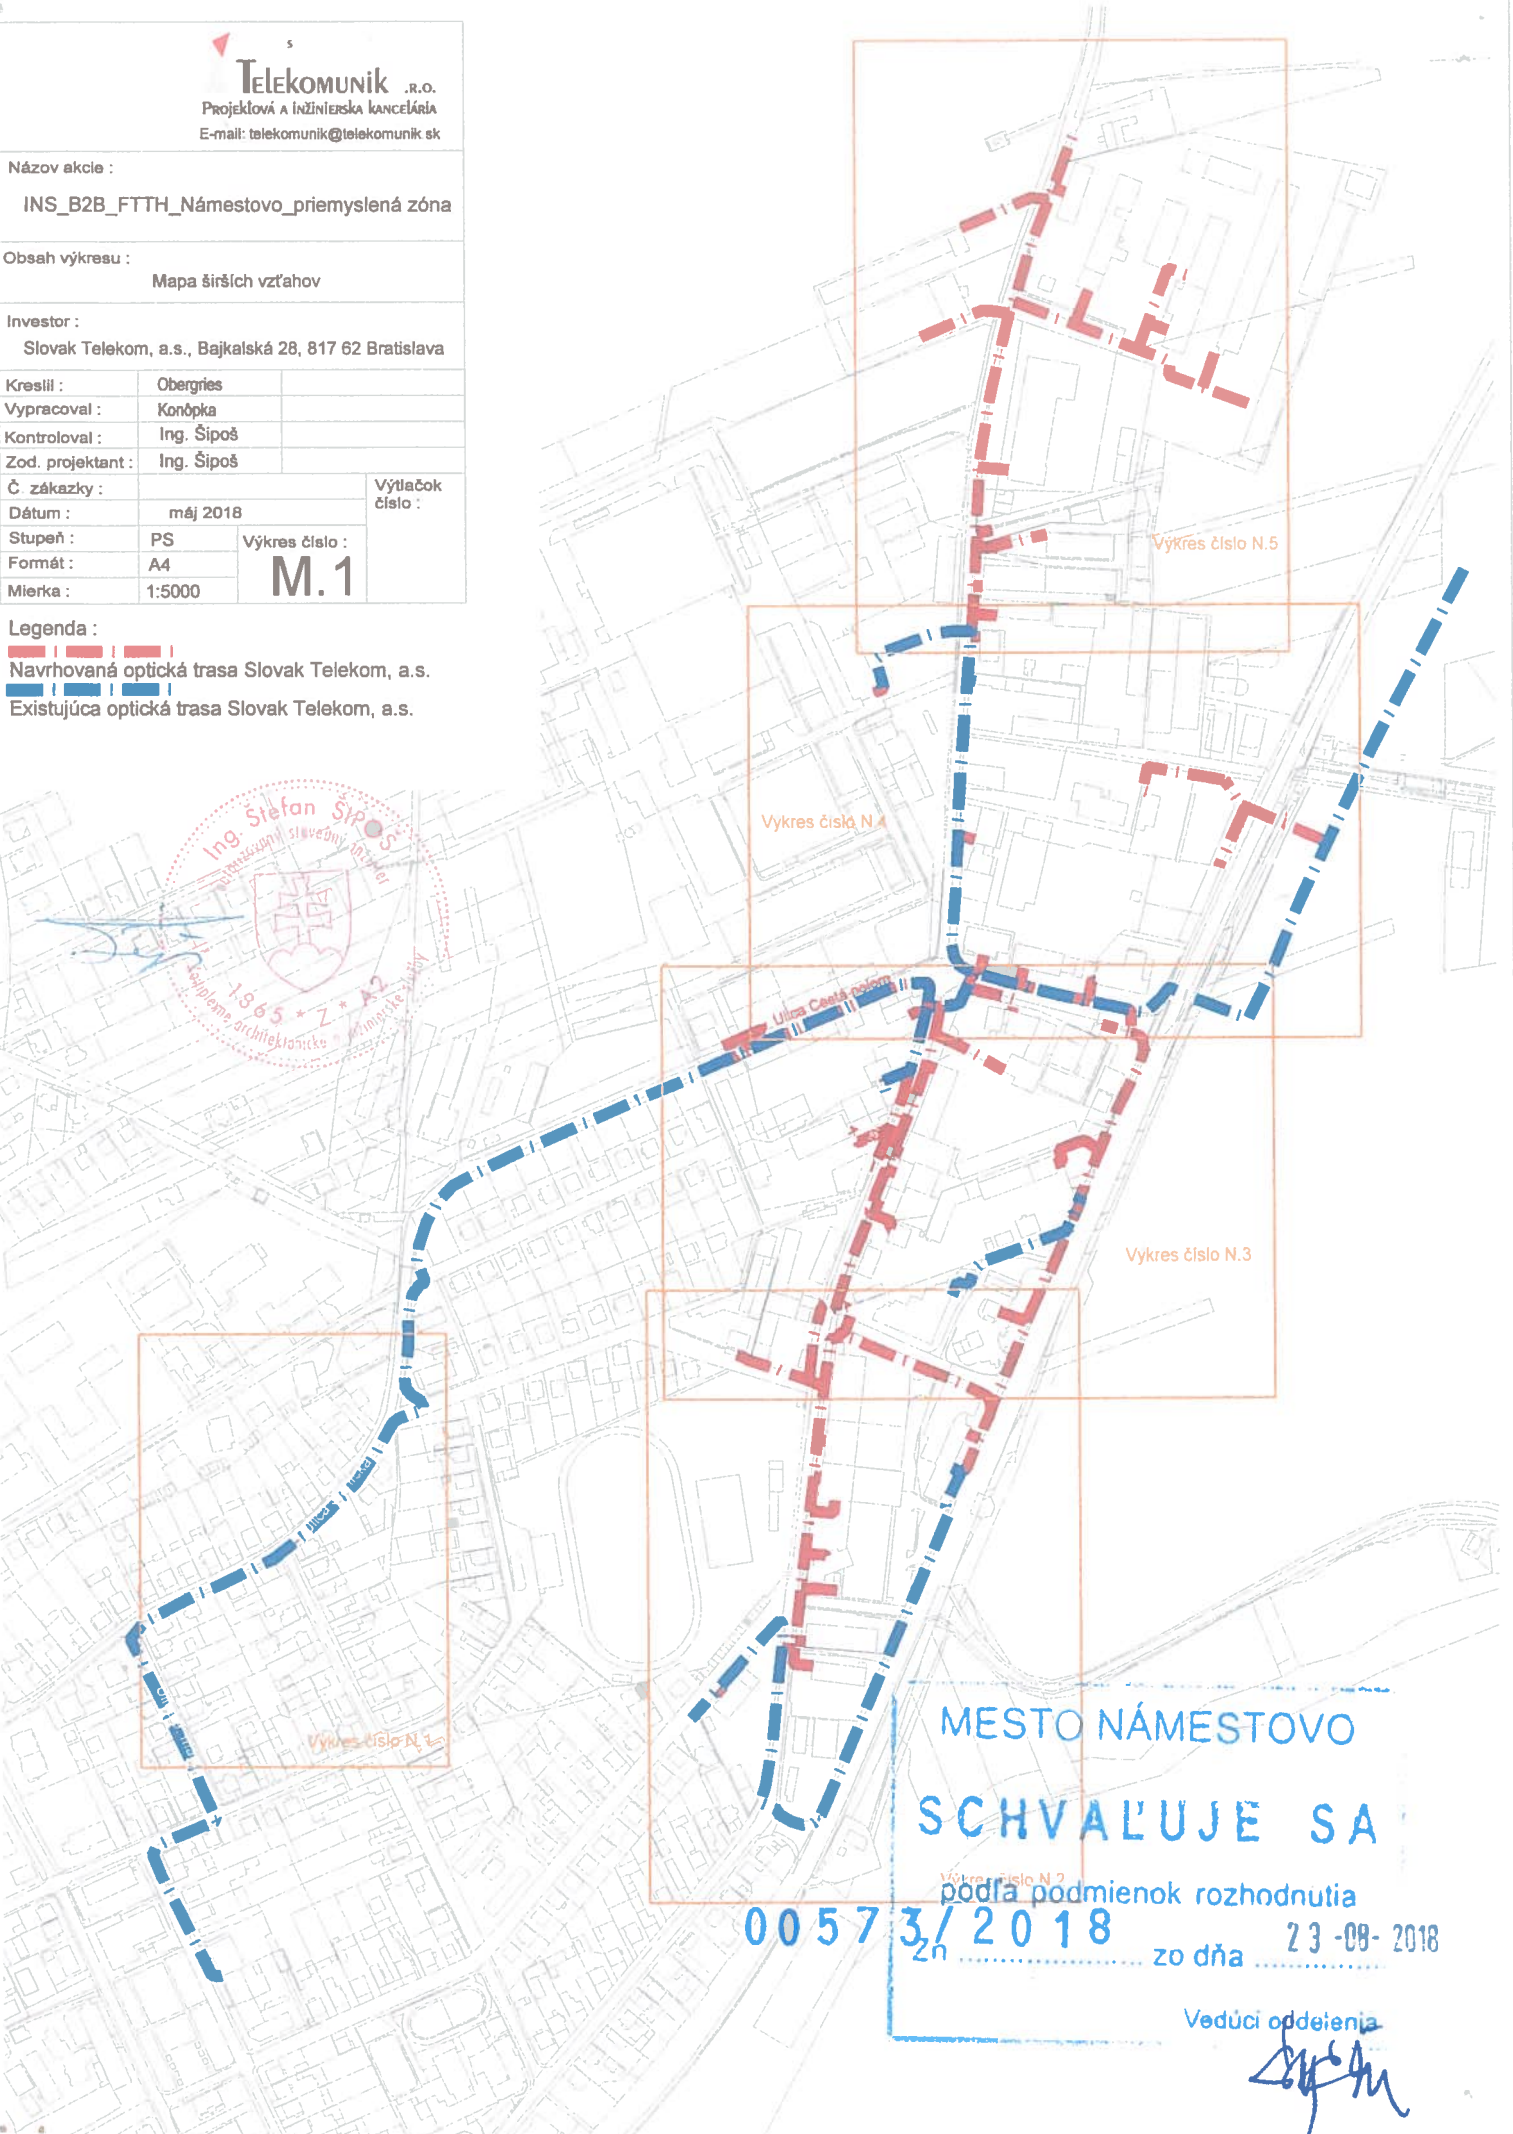 s
TELEKOMUNIK .R.O.
PROJEKTOVÁ A INŽINIERSKA KANCELÁRIA
E-mail: telekomunik@telekomunik sk
Názov akcie :
INS_B2B_FTTH_Námestovo_priemyslená zóna
Obsah výkresu :
Mapa širších vzťahov
Investor :
Slovak Telekom, a.s., Bajkalská 28, 817 62 Bratislava
Kreslil : Obergries
Vypracoval : Konôpka
Kontroloval : Ing. Šipoš
Zod. projektant : Ing. Šipoš
Č. zákazky : Výtlačok číslo :
Dátum : máj 2018
Stupeň : PS Výkres číslo :
Formát : A4 M.1
Mierka : 1:5000
Legenda :
Navrhovaná optická trasa Slovak Telekom, a.s.
Existujúca optická trasa Slovak Telekom, a.s.
Výkres číslo N.5
Vykres číslo N.4
Ing. Štefan ŠIPOŠ
1365 * Z * A2
Ulica Cesta poľom
Vykres číslo N.3
Výkres číslo N.1
MESTO NÁMESTOVO
SCHVAĽUJE SA
Výkres číslo N.2
podľa podmienok rozhodnutia
00573/2018
zn ........ zo dňa 23 -08- 2018
Vedúci oddelenia